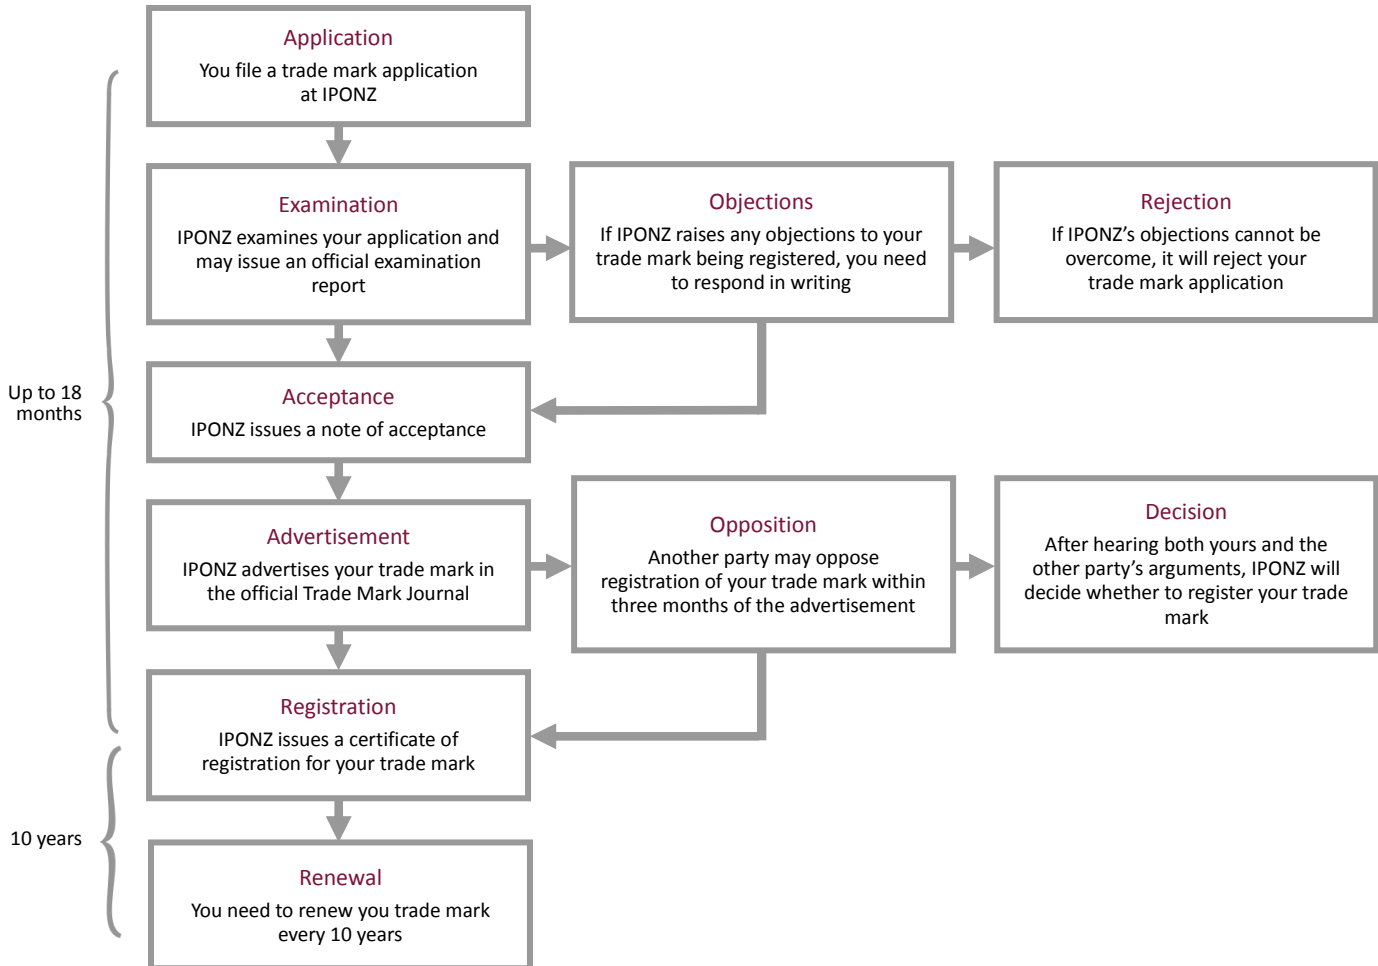 Application
You file a trade mark application
at IPONZ
Examination
IPONZ examines your application and
may issue an official examination
report
Objections
If IPONZ raises any objections to your
trade mark being registered, you need
to respond in writing
Rejection
If IPONZ’s objections cannot be
overcome, it will reject your
trade mark application
Up to 18
months
Acceptance
IPONZ issues a note of acceptance
Advertisement
IPONZ advertises your trade mark in
the official Trade Mark Journal
Opposition
Another party may oppose
registration of your trade mark within
three months of the advertisement
Decision
After hearing both yours and the
other party’s arguments, IPONZ will
decide whether to register your trade
mark
Registration
IPONZ issues a certificate of
registration for your trade mark
10 years
Renewal
You need to renew you trade mark
every 10 years